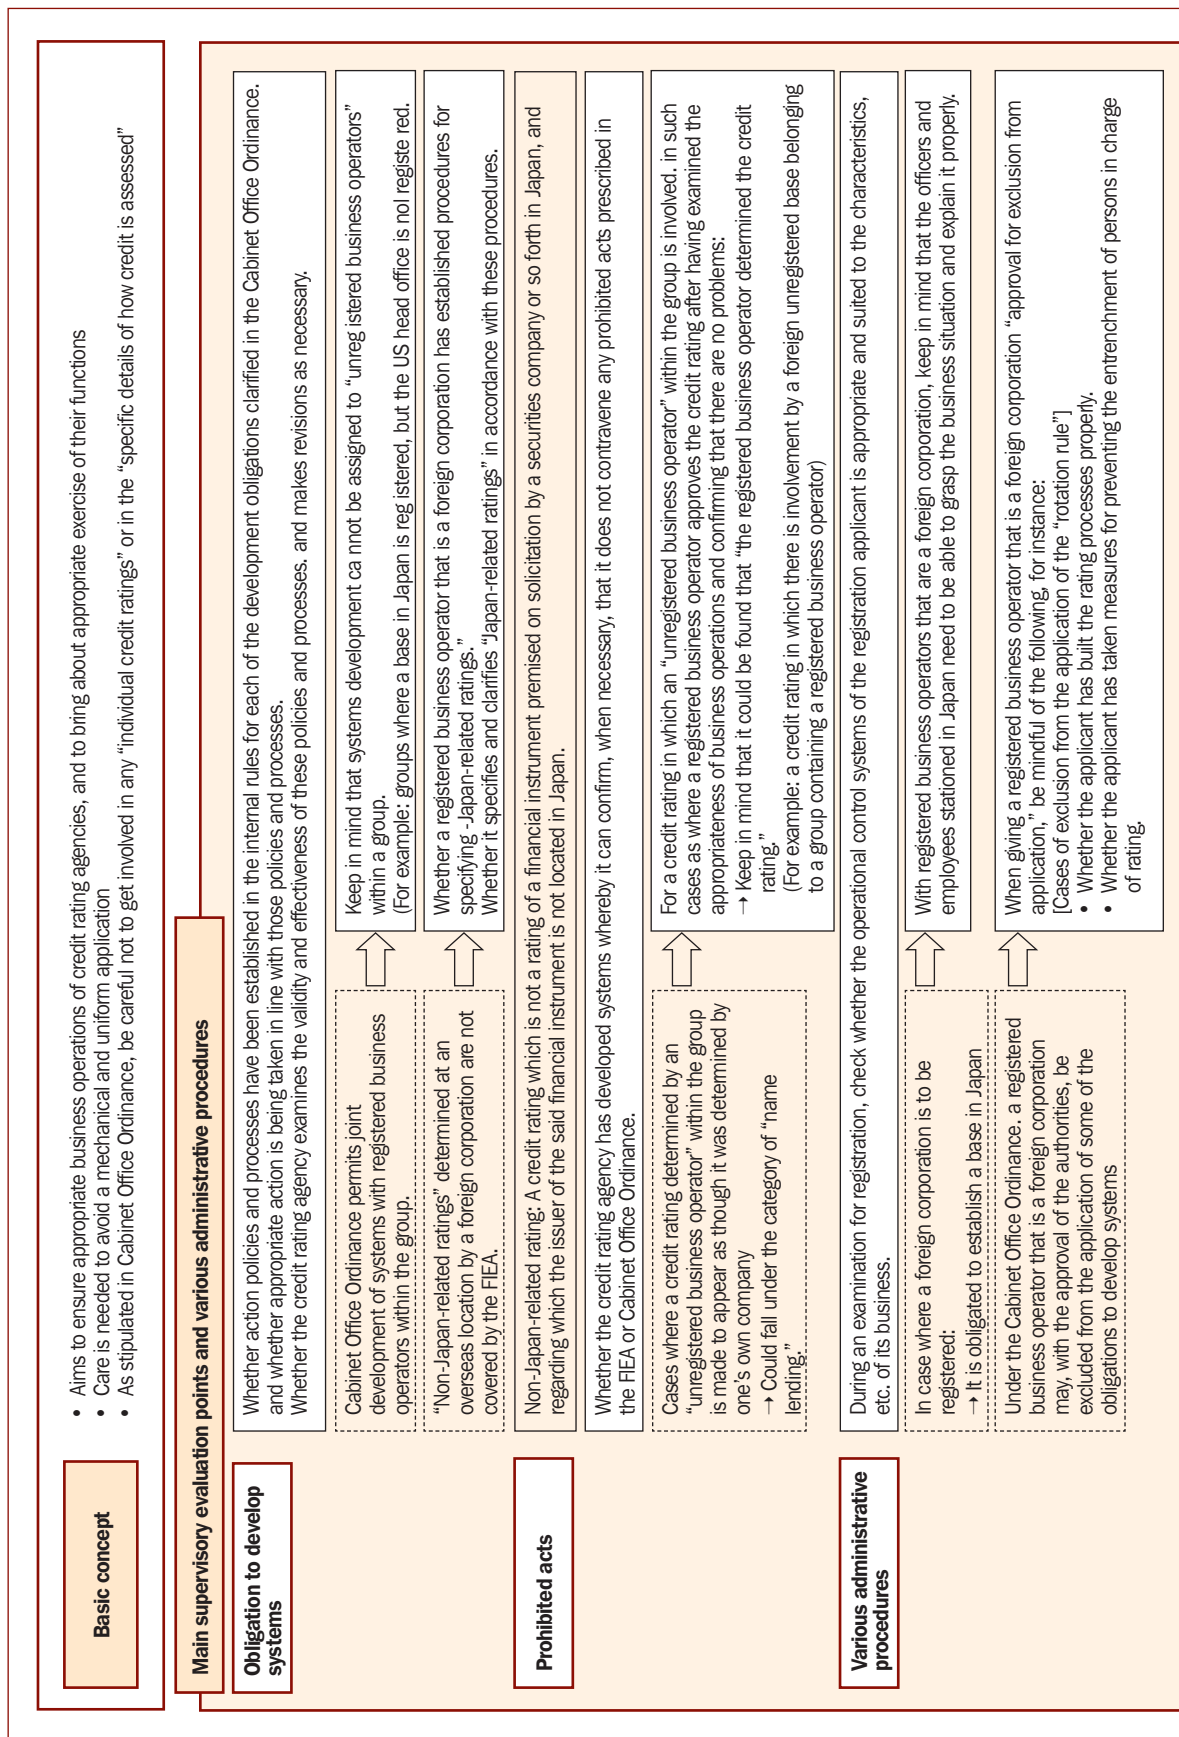 Basic concept
• Aims to ensure appropriate business operations of credit rating agencies, and to bring about appropriate exercise of their functions
• Care is needed to avoid a mechanical and uniform application
• As stipulated in Cabinet Office Ordinance, be careful not to get involved in any “individual credit ratings” or in the “specific details of how credit is assessed”
Main supervisory evaluation points and various administrative procedures
Obligation to develop
systems
Whether action policies and processes have been established in the internal rules for each of the development obligations clarified in the Cabinet Office Ordinance.
and whether appropriate action is being taken in line with those policies and processes.
Whether the credit rating agency examines the validity and effectiveness of these policies and processes. and makes revisions as necessary.
Cabinet Office Ordinance permits joint
development of systems with registered business
operators within the group.
Keep in mind that systems development ca nnot be assigned to “unreg istered business operators”
within a group.
(For example: groups where a base in Japan is reg istered, but the US head office is nol registe red.
“Non-Japan-related ratings” determined at an
overseas location by a foreign corporation are not
covered by the FIEA.
Whether a registered business operator that is a foreign corporation has established procedures for
specifying -Japan-related ratings.”
Whether it specifies and clarifies “Japan-related ratings” in accordance with these procedures.
Non-Japan-related rating: A credit rating which is not a rating of a financial instrument premised on solicitation by a securities company or so forth in Japan, and
regarding which the issuer of the said financial instrument is not located in Japan.
Prohibited acts
Whether the credit rating agency has developed systems whereby it can confirm, when necessary, that it does not contravene any prohibited acts prescribed in
the FIEA or Cabinet Office Ordinance.
Cases where a credit rating determined by an
“unregistered business operator” within the group
is made to appear as though it was determined by
one's own company
→ Could fall under the category of “name
lending.”
For a credit rating in which an “unregistered business operator” within the group is involved. in such
cases as where a registered business operator approves the credit rating after having examined the
appropriateness of business operations and confirming that there are no problems:
→ Keep in mind that it could be found that “the registered business operator determined the credit
rating.”
(For example: a credit rating in which there is involvement by a foreign unregistered base belonging
to a group containing a registered business operator)
Various administrative
procedures
During an examination for registration, check whether the operational control systems of the registration applicant is appropriate and suited to the characteristics,
etc. of its business.
In case where a foreign corporation is to be
registered:
→ It is obligated to establish a base in Japan
With registered business operators that are a foreign corporation, keep in mind that the officers and
employees stationed in Japan need to be able to grasp the business situation and explain it properly.
Under the Cabinet Office Ordinance. a registered
business operator that is a foreign corporation
may, with the approval of the authorities, be
excluded from the application of some of the
obligations to develop systems
When giving a registered business operator that is a foreign corporation “approval for exclusion from
application,” be mindful of the following, for instance:
[Cases of exclusion from the application of the “rotation rule”]
• Whether the applicant has built the rating processes properly.
• Whether the applicant has taken measures for preventing the entrenchment of persons in charge
of rating.